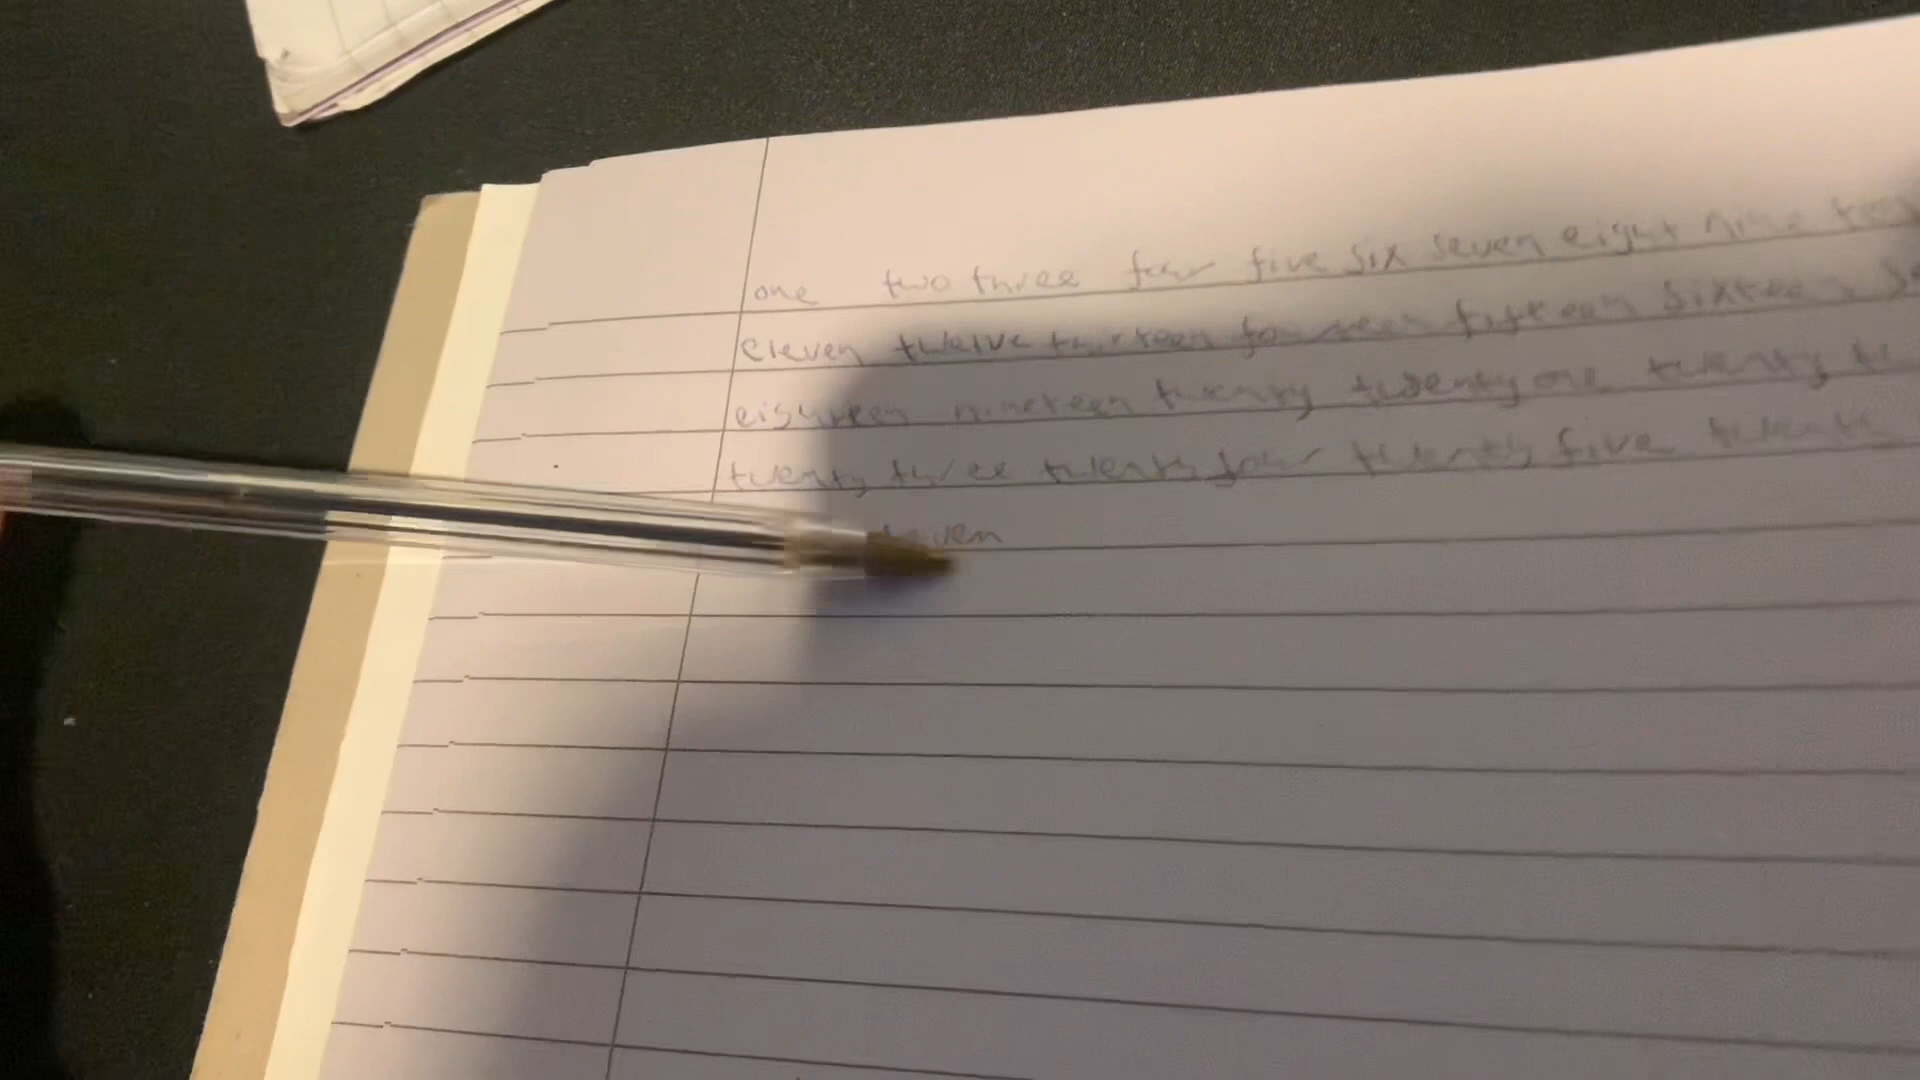 one two three four five six seven eight nine
eleven twelve thirteen fourteen fifteen sixteen
eighteen nineteen twenty twenty one twenty
twenty three twenty four twenty five twenty